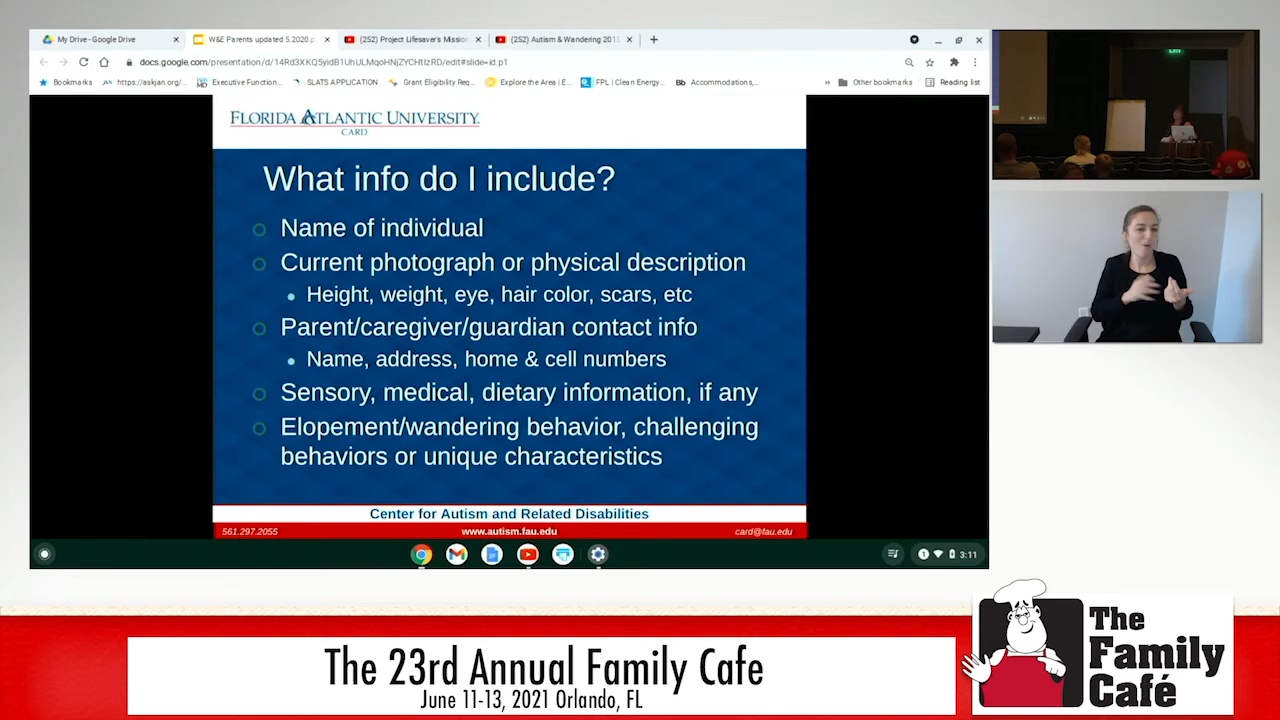 My Drive - Google Drive
W&E Parents updated 5.2020.p
(252) Project Lifesaver's Mission
(252) Autism & Wandering 201
docs.google.com/presentation/d/14Rd3XKQ5yidB1UhULMqoHNjZYCHtIzRD/edit#slide=id.p1
Bookmarks
https://askjan.org/...
Executive Function...
SLATS APPLICATION
Grant Eligibility Req...
Explore the Area | E...
FPL | Clean Energy...
Bb Accommodations,...
Other bookmarks
Reading list
FLORIDA ATLANTIC UNIVERSITY.
CARD
What info do I include?
Name of individual
Current photograph or physical description
Height, weight, eye, hair color, scars, etc
Parent/caregiver/guardian contact info
Name, address, home & cell numbers
Sensory, medical, dietary information, if any
Elopement/wandering behavior, challenging
behaviors or unique characteristics
Center for Autism and Related Disabilities
561.297.2055
www.autism.fau.edu
card@fau.edu
1
3:11
The 23rd Annual Family Cafe
June 11-13, 2021 Orlando, FL
The
Family
Café